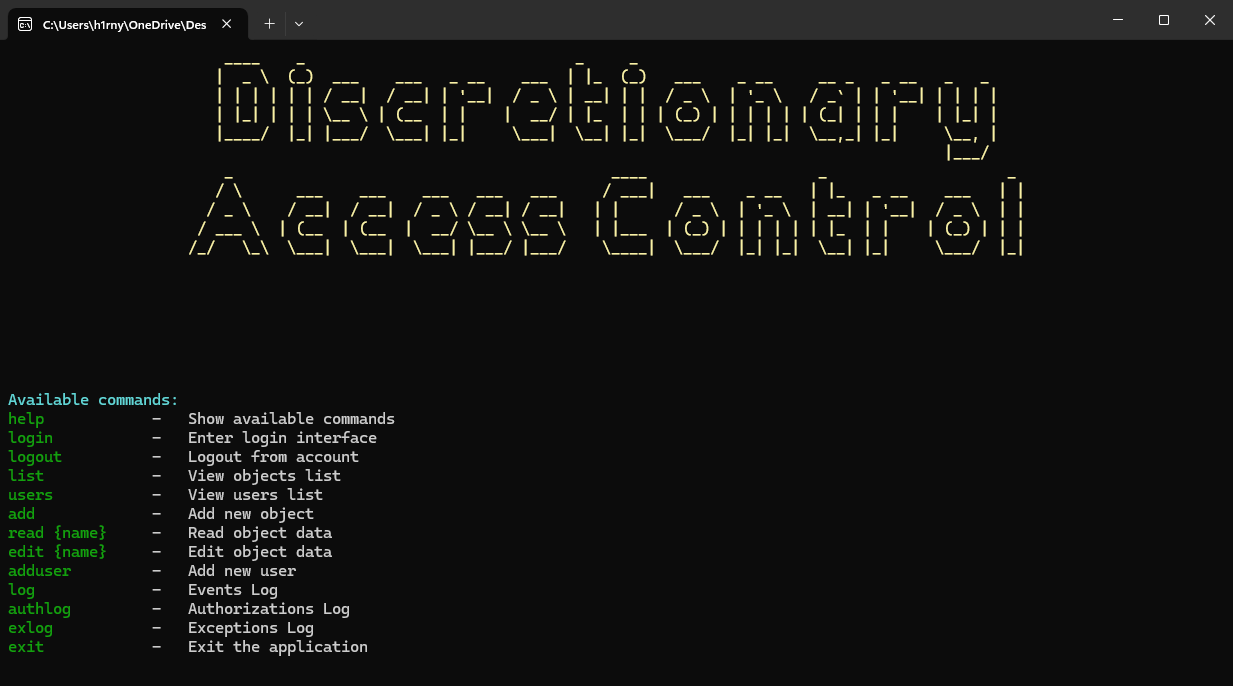 C:\Users\h1rny\OneDrive\Des
Discretionary
Access Control
Available commands:
help - Show available commands
login - Enter login interface
logout - Logout from account
list - View objects list
users - View users list
add - Add new object
read {name} - Read object data
edit {name} - Edit object data
adduser - Add new user
log - Events Log
authlog - Authorizations Log
exlog - Exceptions Log
exit - Exit the application